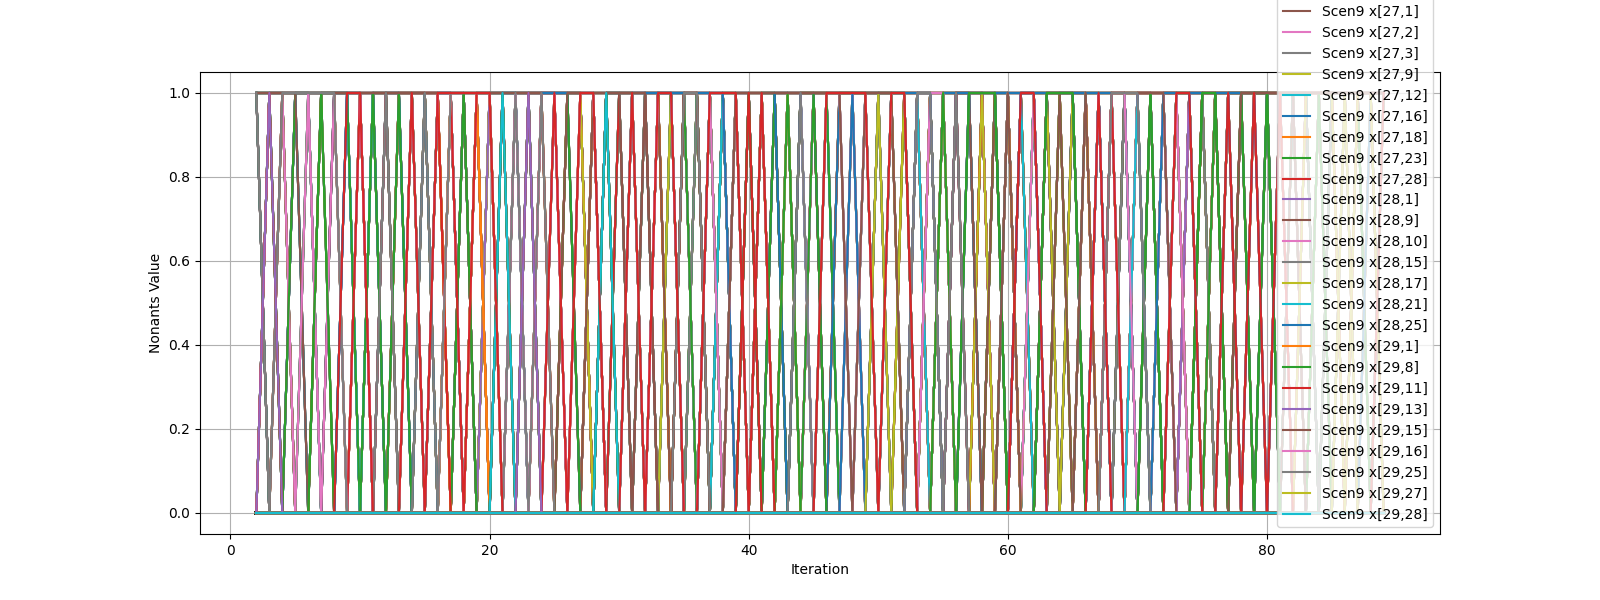 Scen9 x[27,1]
Scen9 x[27,2]
Scen9 x[27,3]
Scen9 x[27,9]
Scen9 x[27,12]
Scen9 x[27,16]
Scen9 x[27,18]
Scen9 x[27,23]
Scen9 x[27,28]
Scen9 x[28,1]
Scen9 x[28,9]
Scen9 x[28,10]
Scen9 x[28,15]
Scen9 x[28,17]
Scen9 x[28,21]
Scen9 x[28,25]
Scen9 x[29,1]
Scen9 x[29,8]
Scen9 x[29,11]
Scen9 x[29,13]
Scen9 x[29,15]
Scen9 x[29,16]
Scen9 x[29,25]
Scen9 x[29,27]
Scen9 x[29,28]
Nonants Value
1.0
0.8
0.6
0.4
0.2
0.0
0 20 40 60 80
Iteration